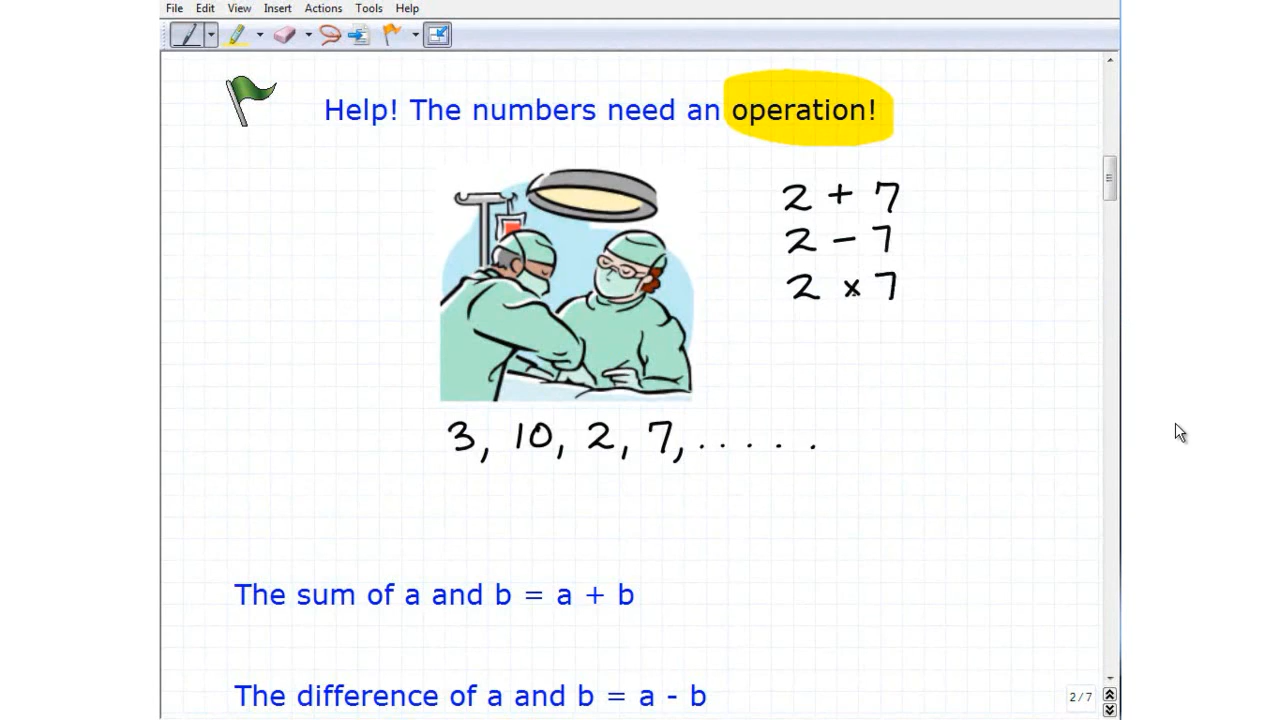 File Edit View Insert Actions Tools Help
Help! The numbers need an operation!
2 + 7
2 - 7
2 x 7
3, 10, 2, 7, . . . . .
The sum of a and b = a + b
The difference of a and b = a - b
2/7